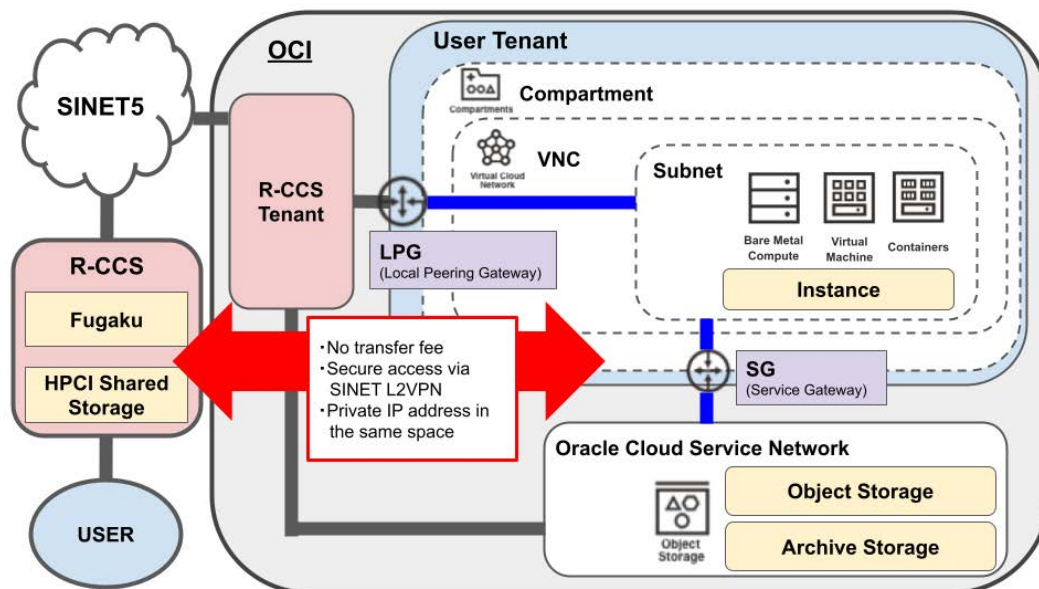 OCI
User Tenant
Compartments
Compartment
SINET5
Virtual Cloud
Network
VNC
Subnet
R-CCS
Tenant
Bare Metal
Compute
Virtual
Machine
Containers
LPG
(Local Peering Gateway)
Instance
R-CCS
Fugaku
HPCI Shared
Storage
・No transfer fee
・Secure access via
SINET L2VPN
・Private IP address in
the same space
SG
(Service Gateway)
Oracle Cloud Service Network
Object
Storage
Object Storage
Archive Storage
USER